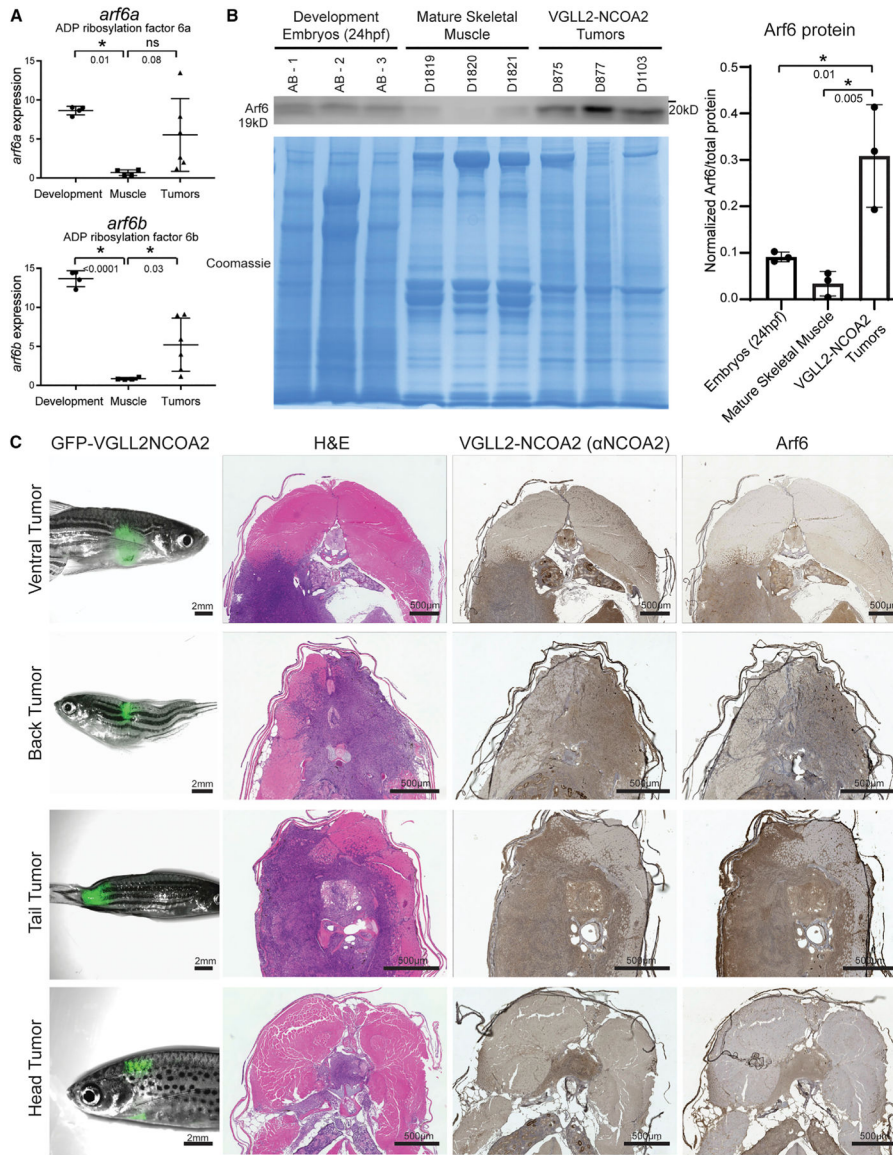 A
arf6a
ADP ribosylation factor 6a
* ns
0.01 0.08
15
10
5
0
arf6a expression
Development Muscle Tumors
arf6b
ADP ribosylation factor 6b
* *
<0.0001 0.03
15
10
5
0
arf6b expression
Development Muscle Tumors
B
Development
Embryos (24hpf)
Mature Skeletal
Muscle
VGLL2-NCOA2
Tumors
AB - 1
AB - 2
AB - 3
D1819
D1820
D1821
D875
D877
D1103
Arf6
19kD
20kD
Coomassie
Arf6 protein
*
0.01
*
0.005
0.5
0.4
0.3
0.2
0.1
0.0
Normalized Arf6/total protein
Embryos (24hpf)
Mature Skeletal Muscle
VGLL2-NCOA2
Tumors
C
GFP-VGLL2NCOA2 H&E VGLL2-NCOA2 (αNCOA2) Arf6
Ventral Tumor
2mm 500µm 500µm 500µm
Back Tumor
2mm 500µm 500µm 500µm
Tail Tumor
2mm 500µm 500µm 500µm
Head Tumor
2mm 500µm 500µm 500µm